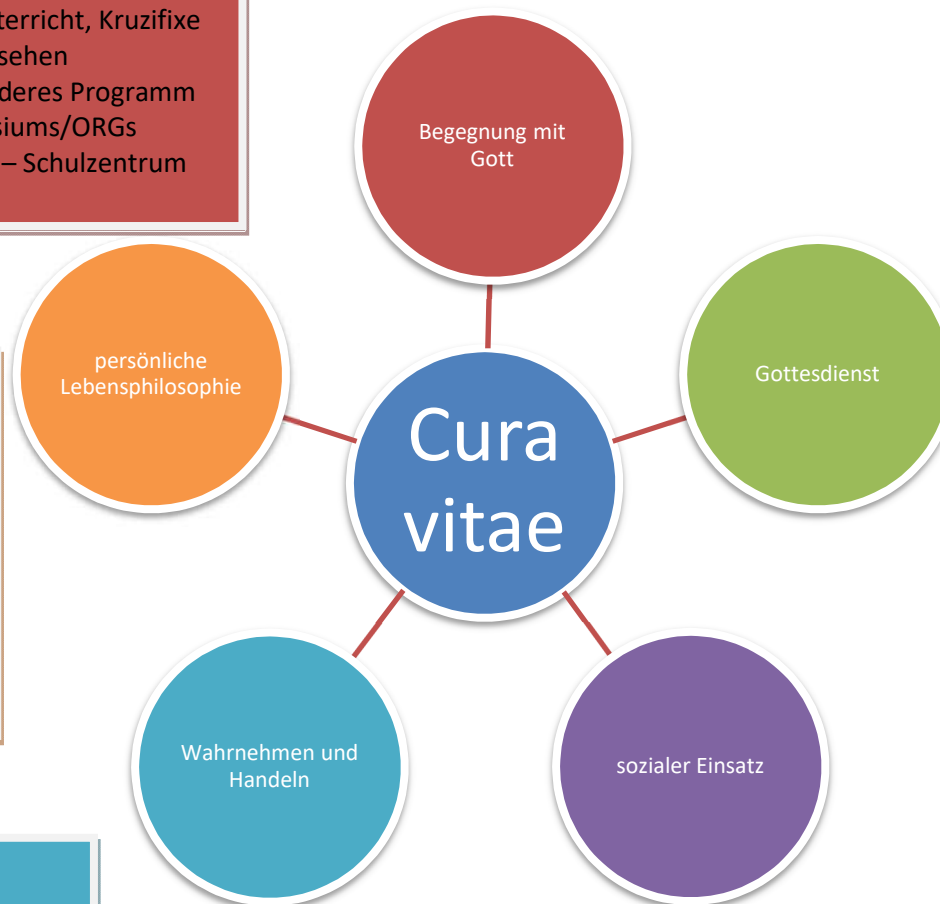 terricht, Kruzifixe
sehen
deres Programm
siums/ORGs
– Schulzentrum
Begegnung mit
Gott
persönliche
Lebensphilosophie
Gottesdienst
Cura
vitae
Wahrnehmen und
Handeln
sozialer Einsatz